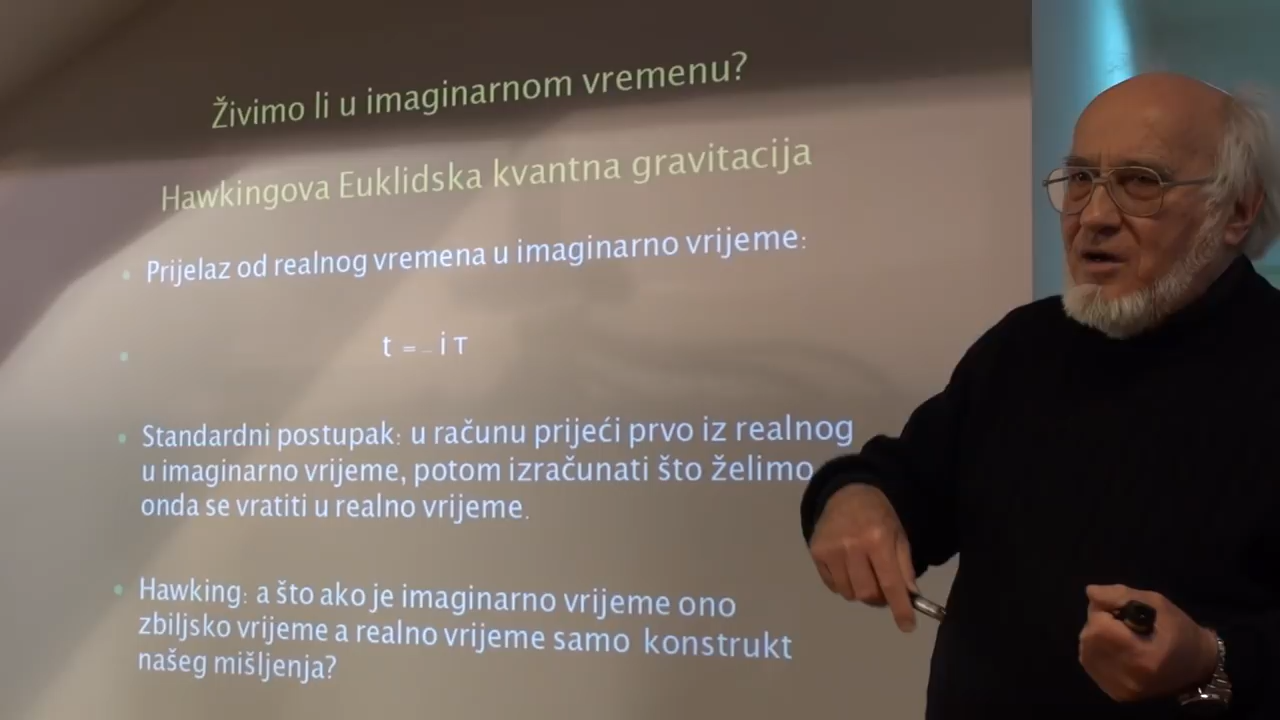 Živimo li u imaginarnom vremenu?
Hawkingova Euklidska kvantna gravitacija
• Prijelaz od realnog vremena u imaginarno vrijeme:
• t = – i τ
• Standardni postupak: u računu prijeći prvo iz realnog
u imaginarno vrijeme, potom izračunati što želimo
onda se vratiti u realno vrijeme.
• Hawking: a što ako je imaginarno vrijeme ono
zbiljsko vrijeme a realno vrijeme samo konstrukt
našeg mišljenja?